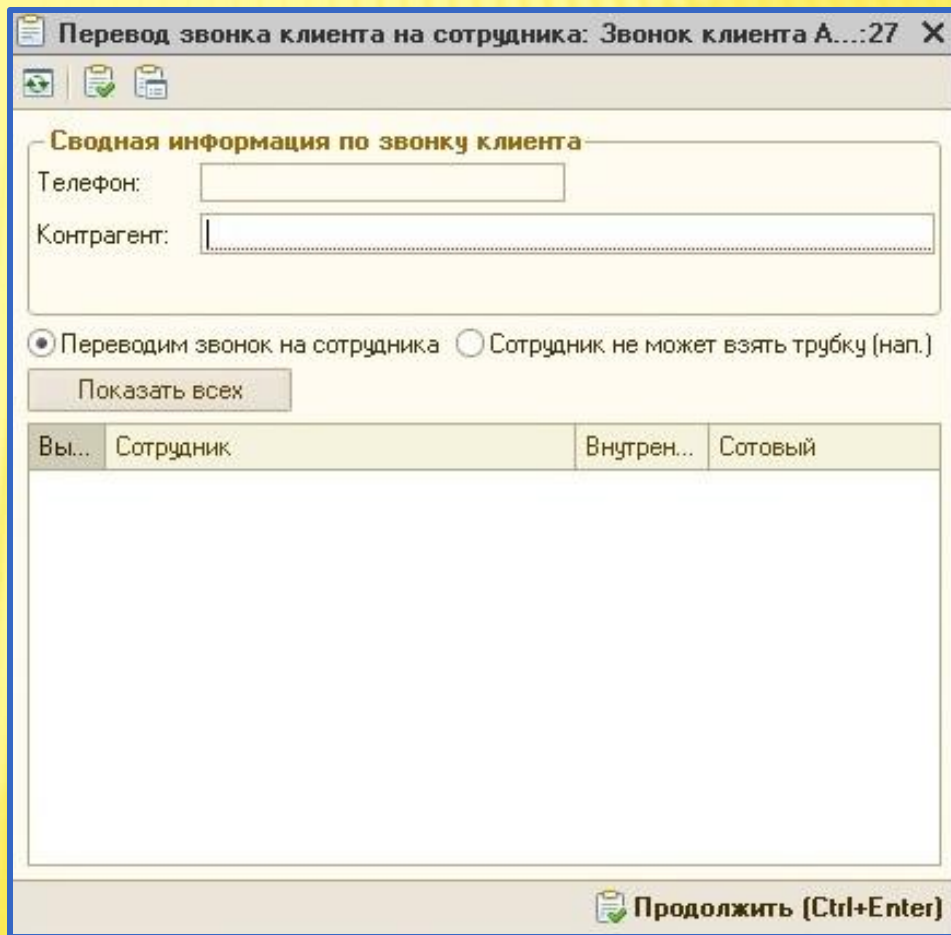 Перевод звонка клиента на сотрудника: Звонок клиента А...:27
Сводная информация по звонку клиента
Телефон:
Контрагент:
Переводим звонок на сотрудника Сотрудник не может взять трубку (нап.)
Показать всех
Вы... Сотрудник Внутрен... Сотовый
Продолжить (Ctrl+Enter)